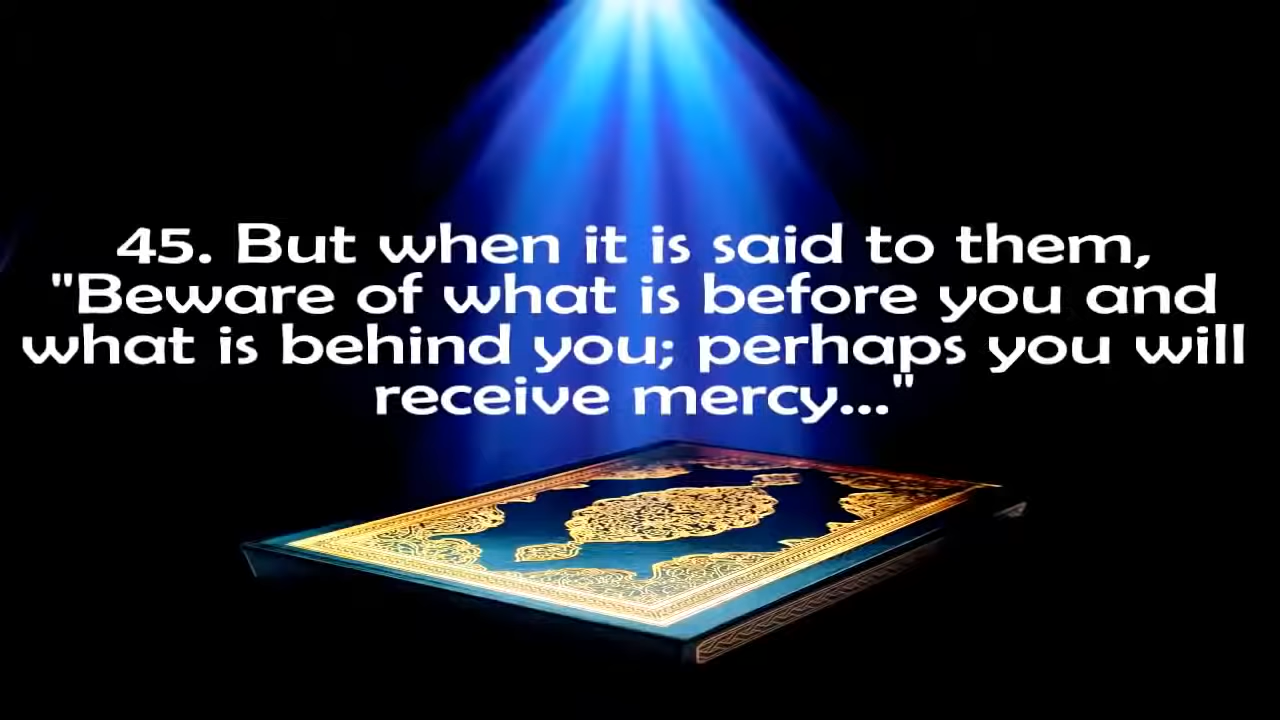 45. But when it is said to them,
"Beware of what is before you and
what is behind you; perhaps you will
receive mercy..."